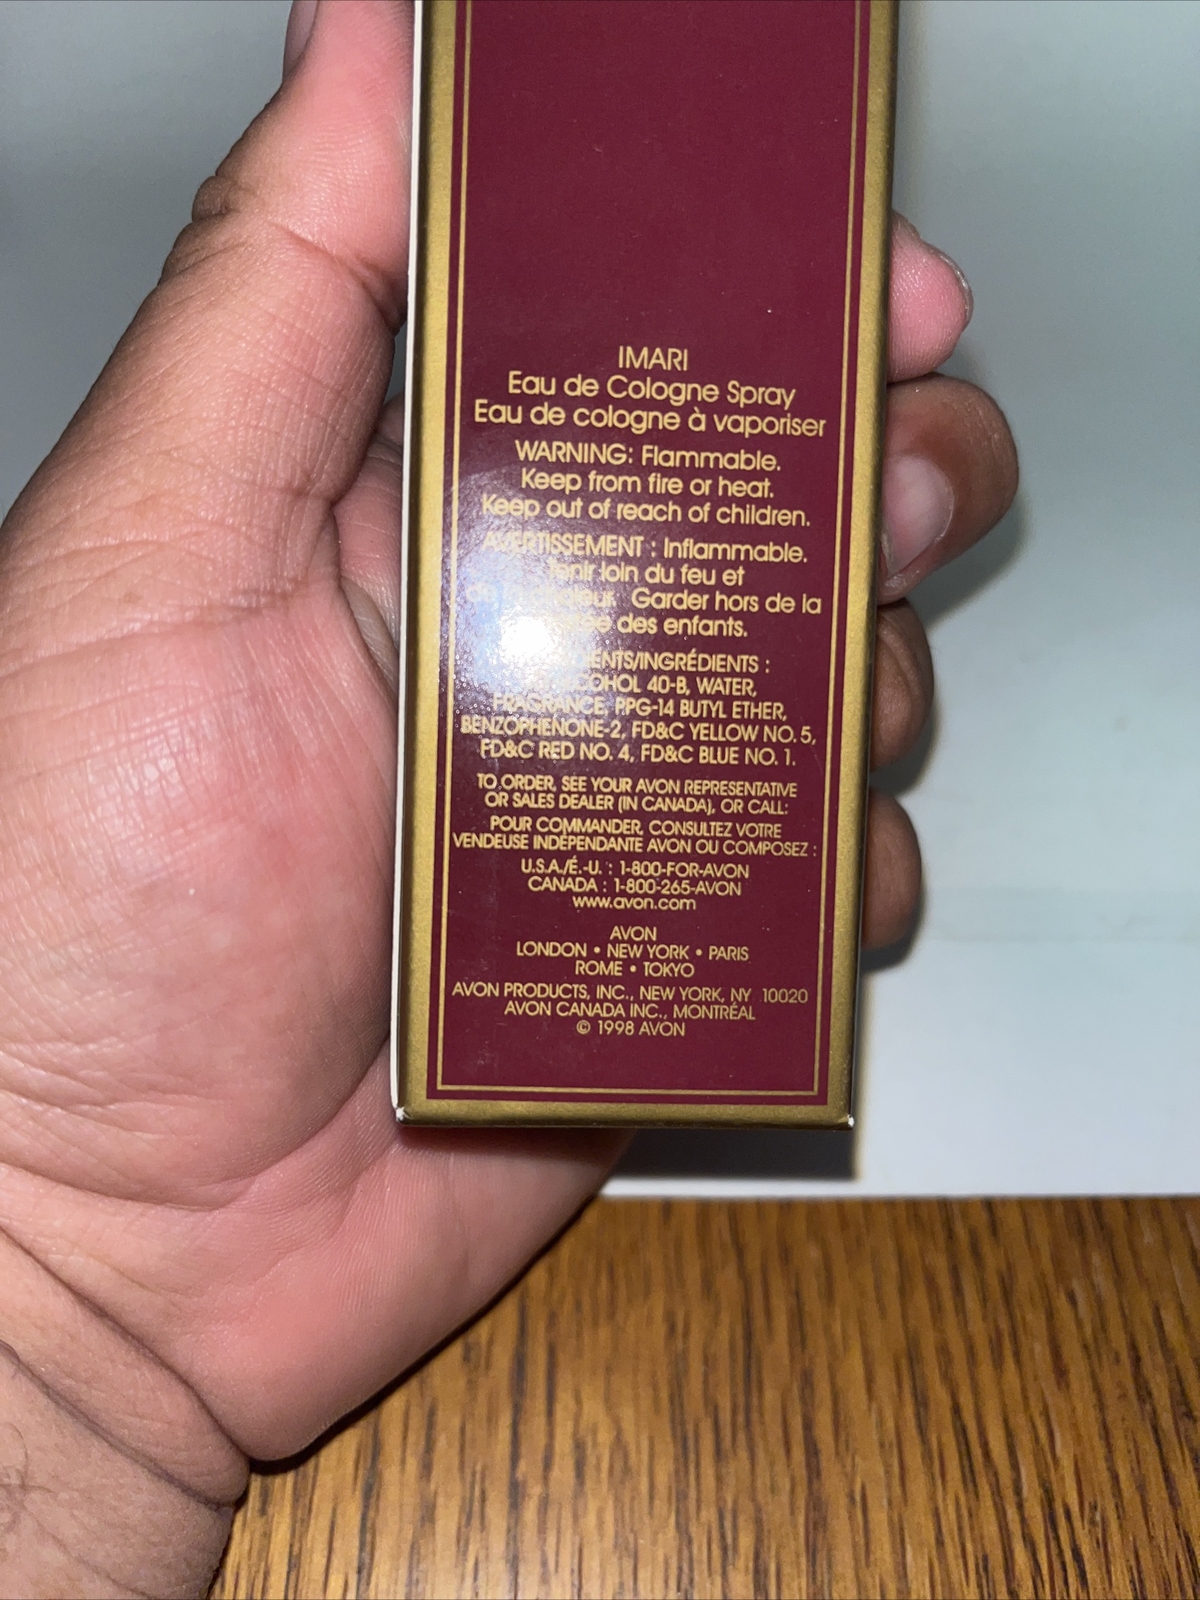 IMARI
Eau de Cologne Spray
Eau de cologne à vaporiser
WARNING: Flammable.
Keep from fire or heat.
Keep out of reach of children.
AVERTISSEMENT : Inflammable.
Tenir loin du feu et
Garder hors de la
des enfants.
INGRÉDIENTS :
40-B, WATER,
FRAGRANCE, PPG-14 BUTYL ETHER,
BENZOPHENONE-2, FD&C YELLOW NO. 5,
FD&C RED NO. 4, FD&C BLUE NO. 1.
TO ORDER, SEE YOUR AVON REPRESENTATIVE
OR SALES DEALER (IN CANADA), OR CALL:
POUR COMMANDER, CONSULTEZ VOTRE
VENDEUSE INDÉPENDANTE AVON OU COMPOSEZ :
U.S.A./É.-U. : 1-800-FOR-AVON
CANADA : 1-800-265-AVON
www.avon.com
AVON
LONDON • NEW YORK • PARIS
ROME • TOKYO
AVON PRODUCTS, INC., NEW YORK, NY 10020
AVON CANADA INC., MONTRÉAL
© 1998 AVON